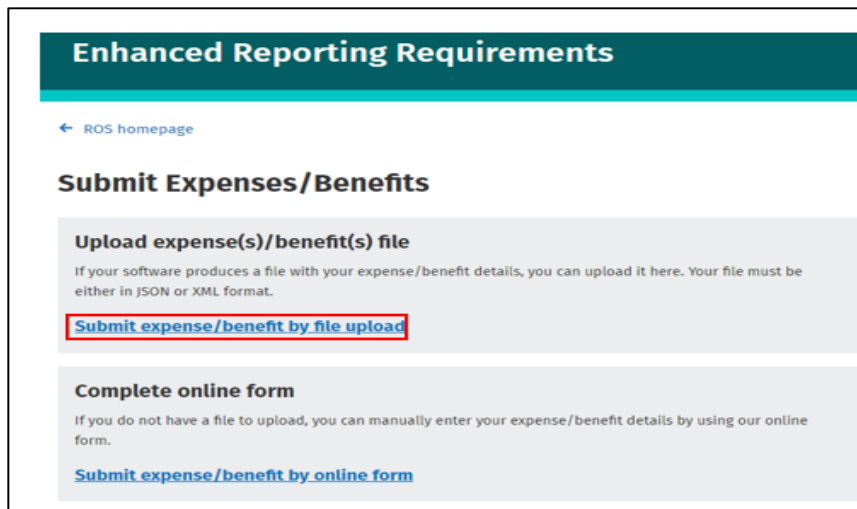 Enhanced Reporting Requirements
← ROS homepage
Submit Expenses/Benefits
Upload expense(s)/benefit(s) file
If your software produces a file with your expense/benefit details, you can upload it here. Your file must be
either in JSON or XML format.
Submit expense/benefit by file upload
Complete online form
If you do not have a file to upload, you can manually enter your expense/benefit details by using our online
form.
Submit expense/benefit by online form